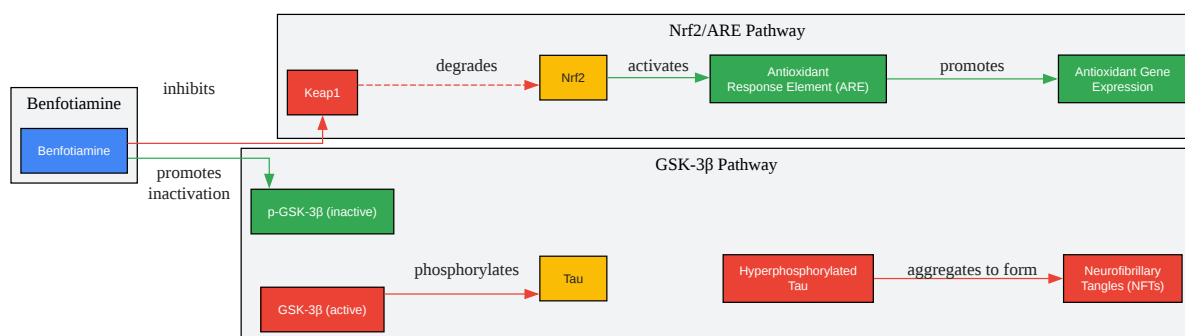 Nrf2/ARE Pathway
degrades
activates
promotes
inhibits
Keap1
Nrf2
Antioxidant
Response Element (ARE)
Antioxidant Gene
Expression
Benfotiamine
Benfotiamine
promotes
inactivation
GSK-3β Pathway
p-GSK-3β (inactive)
phosphorylates
GSK-3β (active)
Tau
Hyperphosphorylated
Tau
aggregates to form
Neurofibrillary
Tangles (NFTs)